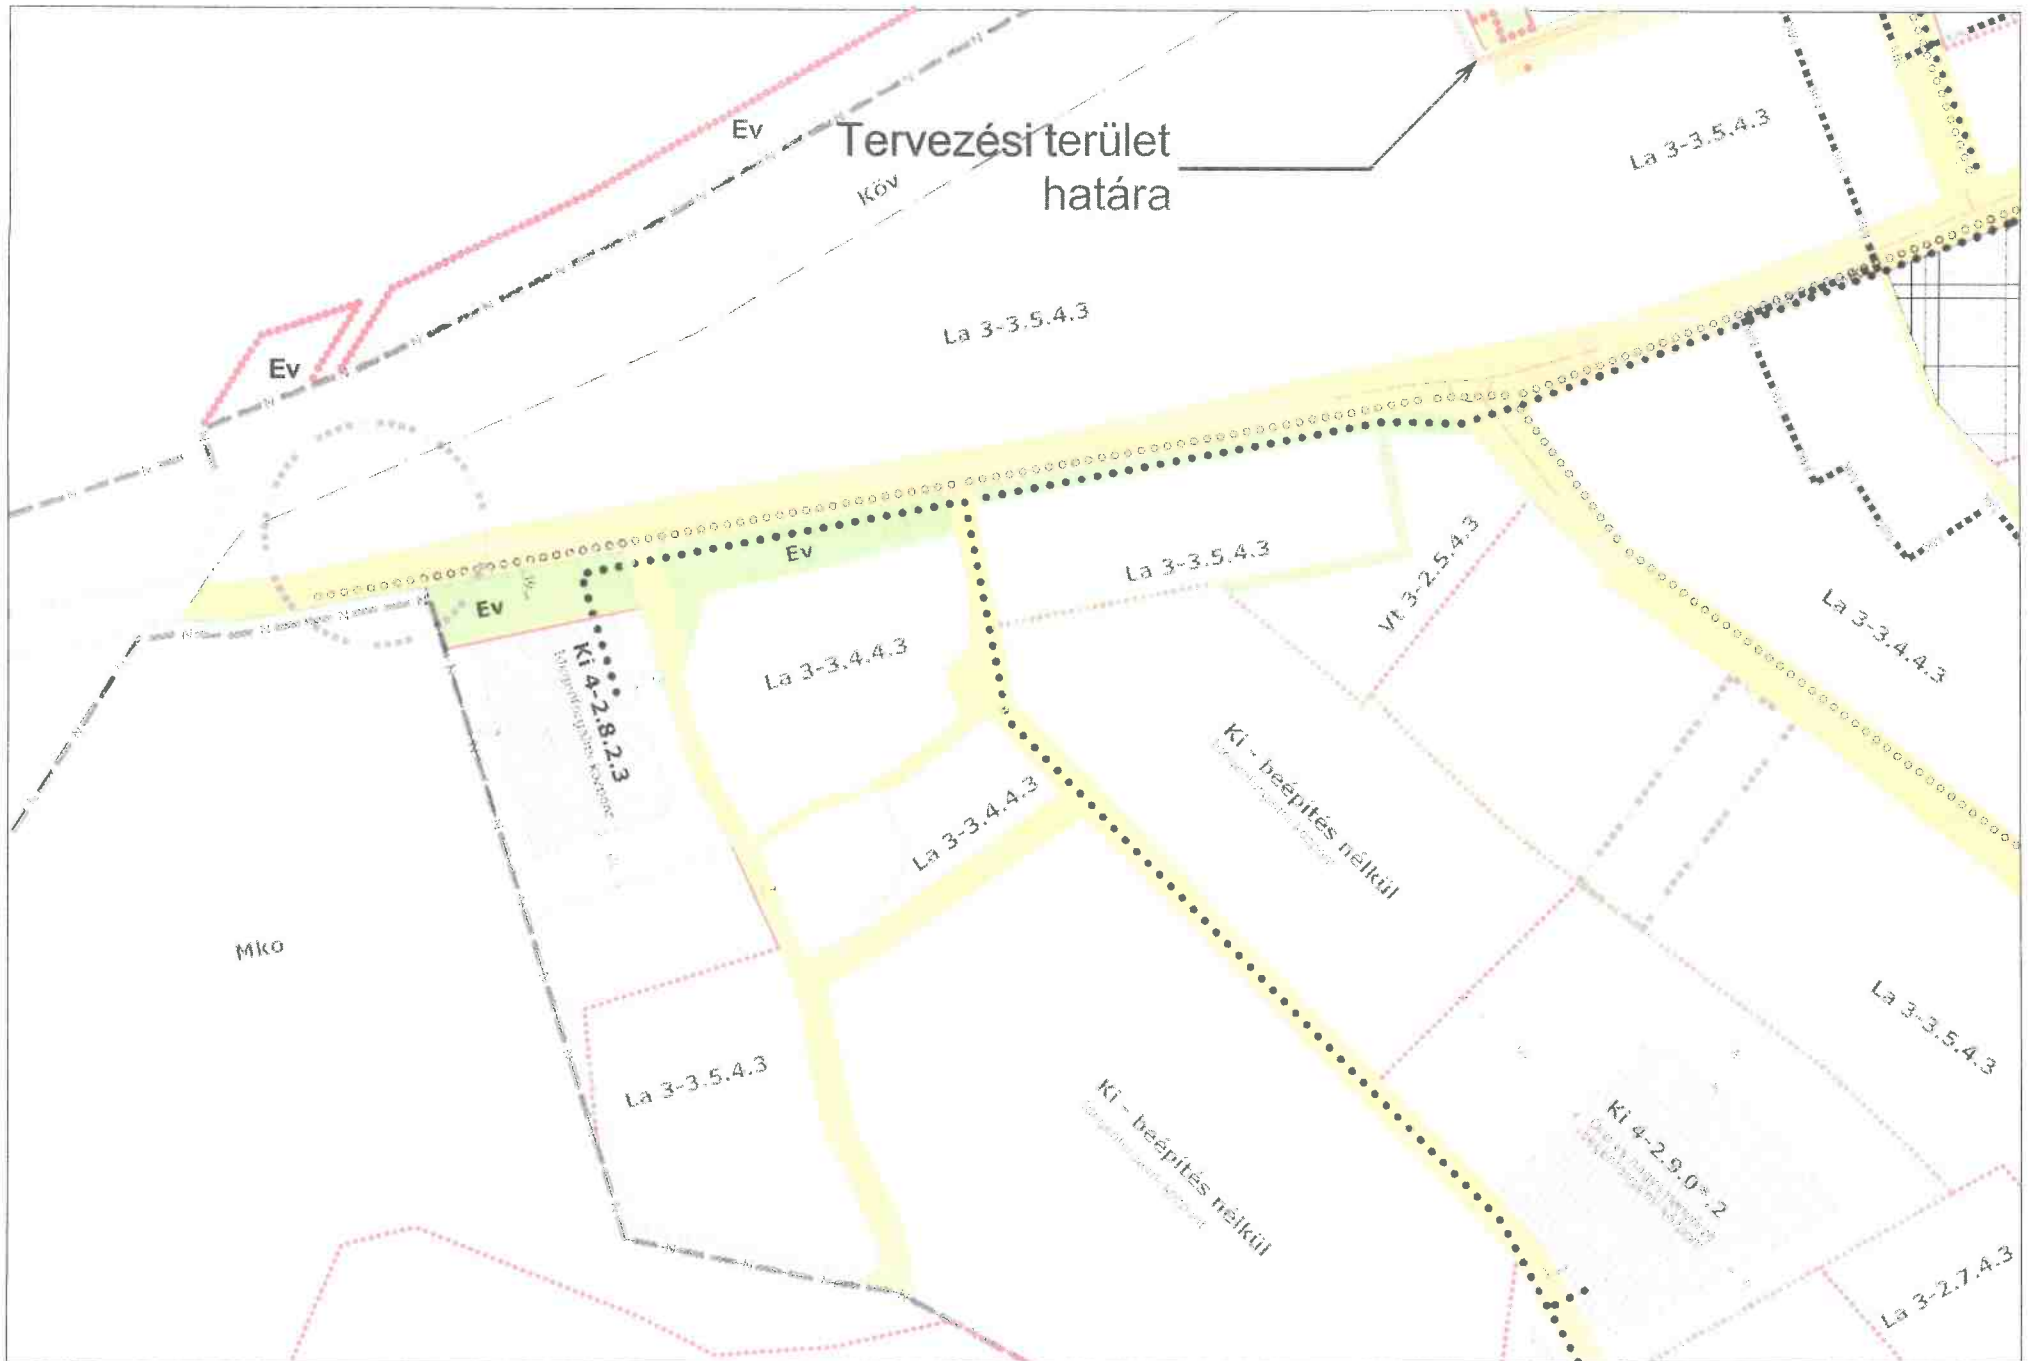 Ev
Tervezési terület
határa
Köv
La 3-3.5.4.3
La 3-3.5.4.3
Ev
Ev
Ev
La 3-3.5.4.3
Vt 3-2.5.4.3
La 3-3.4.4.3
La 3-3.4.4.3
Ki 4-2.8.2.3
La 3-3.4.4.3
Ki - beépítés nélkül
Mko
La 3-3.5.4.3
La 3-3.5.4.3
Ki - beépítés nélkül
Ki 4-2.9.0*.2
La 3-2.7.4.3